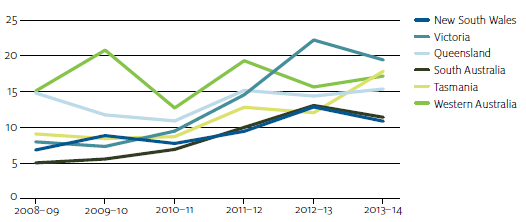 25
20
15
10
5
0
2008–09 2009–10 2010–11 2011–12 2012–13 2013–14
New South Wales
Victoria
Queensland
South Australia
Tasmania
Western Australia